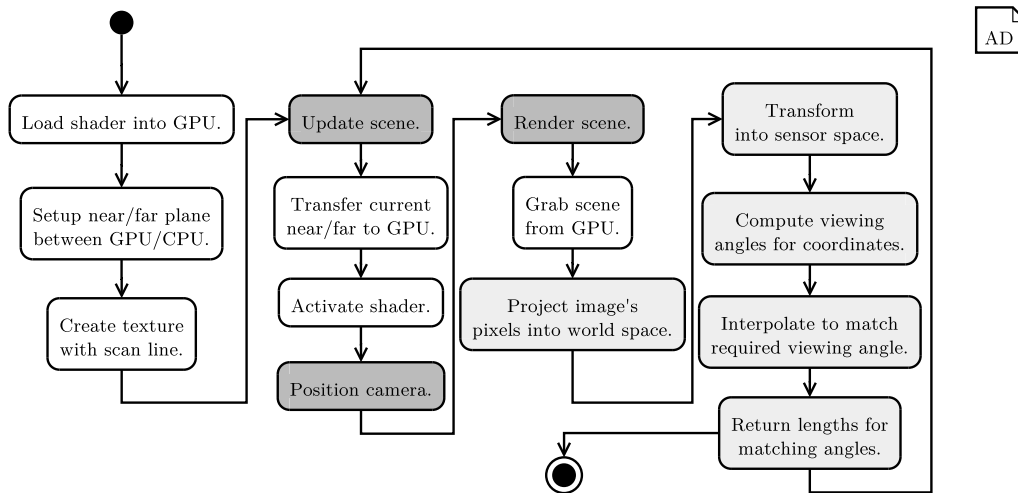 AD
Load shader into GPU.
Setup near/far plane
between GPU/CPU.
Create texture
with scan line.
Update scene.
Transfer current
near/far to GPU.
Activate shader.
Position camera.
Render scene.
Grab scene
from GPU.
Project image's
pixels into world space.
Transform
into sensor space.
Compute viewing
angles for coordinates.
Interpolate to match
required viewing angle.
Return lengths for
matching angles.